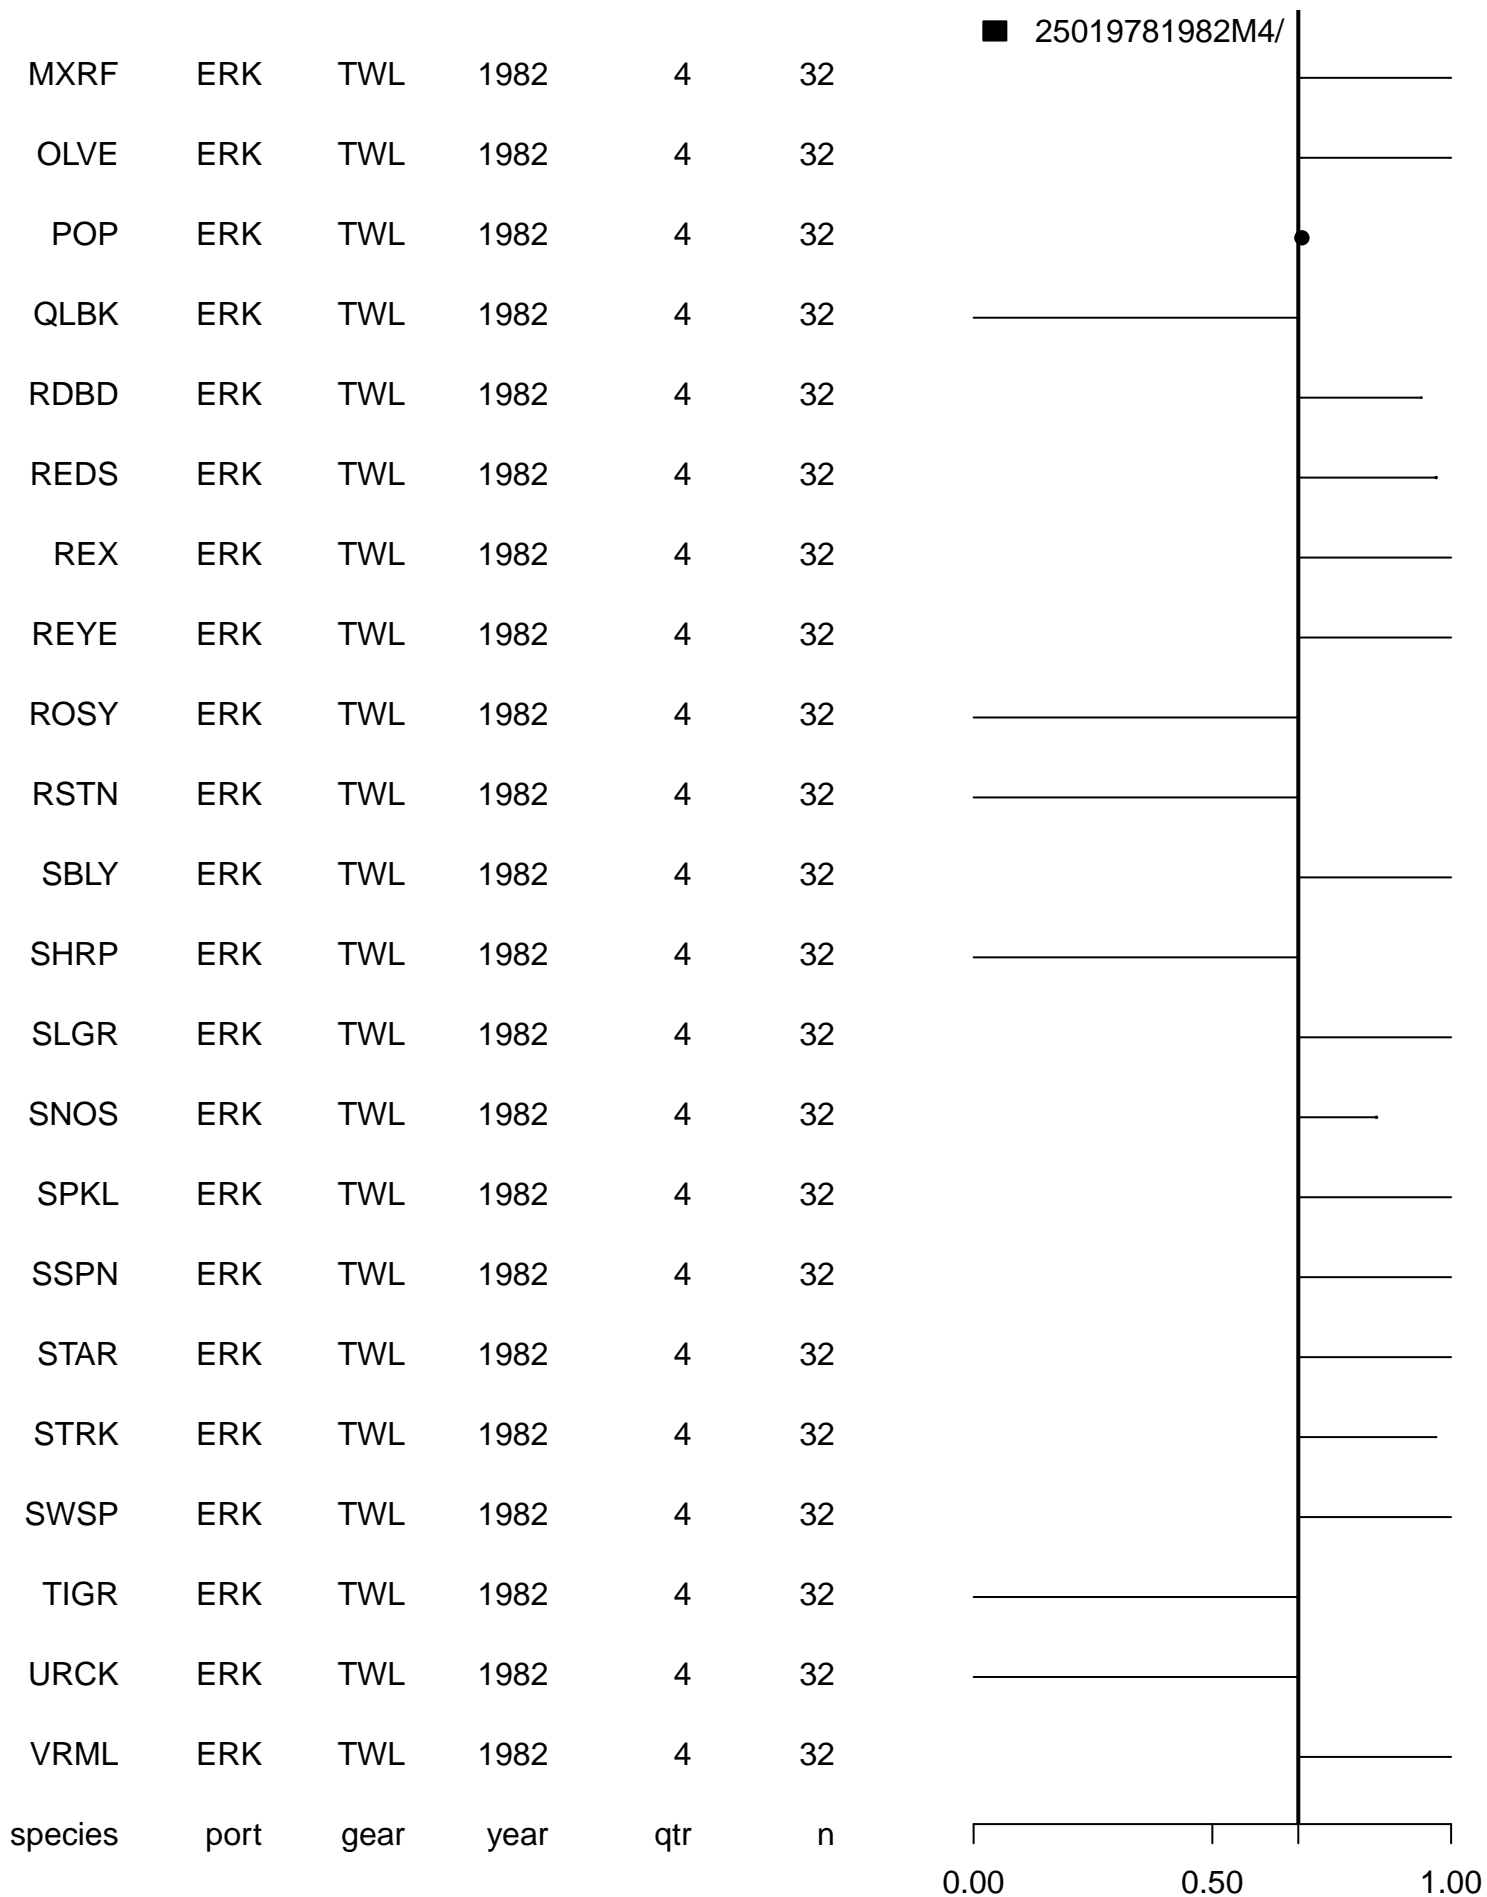 25019781982M4/
MXRF ERK TWL 1982 4 32
OLVE ERK TWL 1982 4 32
POP ERK TWL 1982 4 32
QLBK ERK TWL 1982 4 32
RDBD ERK TWL 1982 4 32
REDS ERK TWL 1982 4 32
REX ERK TWL 1982 4 32
REYE ERK TWL 1982 4 32
ROSY ERK TWL 1982 4 32
RSTN ERK TWL 1982 4 32
SBLY ERK TWL 1982 4 32
SHRP ERK TWL 1982 4 32
SLGR ERK TWL 1982 4 32
SNOS ERK TWL 1982 4 32
SPKL ERK TWL 1982 4 32
SSPN ERK TWL 1982 4 32
STAR ERK TWL 1982 4 32
STRK ERK TWL 1982 4 32
SWSP ERK TWL 1982 4 32
TIGR ERK TWL 1982 4 32
URCK ERK TWL 1982 4 32
VRML ERK TWL 1982 4 32
species port gear year qtr n
0.00 0.50 1.00